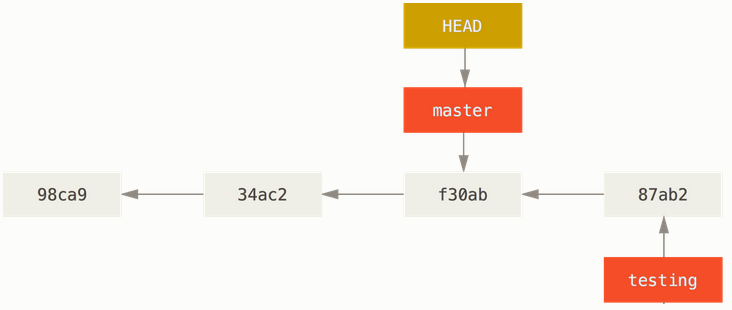 HEAD
master
98ca9
34ac2
f30ab
87ab2
testing